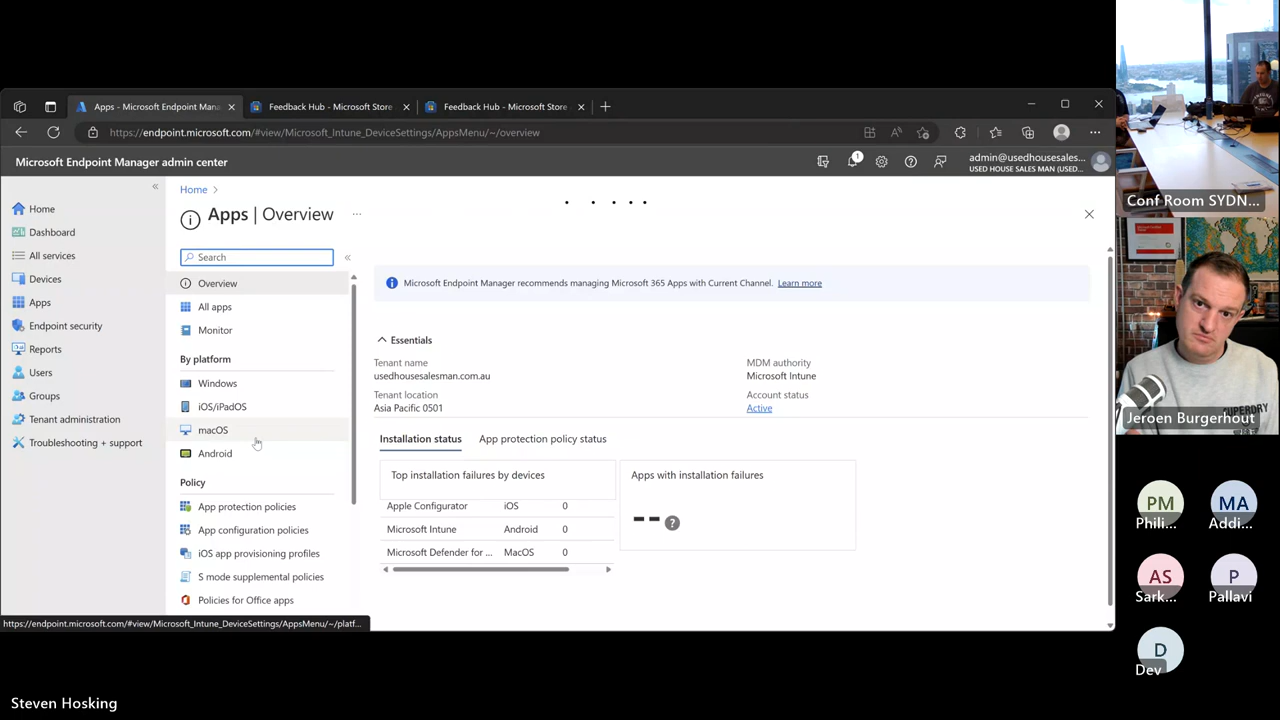 Apps - Microsoft Endpoint Man...
Feedback Hub - Microsoft Store
Feedback Hub - Microsoft Store
https://endpoint.microsoft.com/#view/Microsoft_Intune_DeviceSettings/AppsMenu/~/overview
Microsoft Endpoint Manager admin center
1
admin@usedhousesales...
USED HOUSE SALES MAN (USED...
Home
Dashboard
All services
Devices
Apps
Endpoint security
Reports
Users
Groups
Tenant administration
Troubleshooting + support
Home >
Apps | Overview
...
Search
Overview
All apps
Monitor
By platform
Windows
iOS/iPadOS
macOS
Android
Policy
App protection policies
App configuration policies
iOS app provisioning profiles
S mode supplemental policies
Policies for Office apps
Microsoft Endpoint Manager recommends managing Microsoft 365 Apps with Current Channel. Learn more
Essentials
Tenant name
usedhousesalesman.com.au
Tenant location
Asia Pacific 0501
MDM authority
Microsoft Intune
Account status
Active
Installation status
App protection policy status
Top installation failures by devices
Apple Configurator iOS 0
Microsoft Intune Android 0
Microsoft Defender for ... MacOS 0
Apps with installation failures
-- ?
https://endpoint.microsoft.com/#view/Microsoft_Intune_DeviceSettings/AppsMenu/~/platf...
Steven Hosking
Conf Room SYDN...
SUPERDRY
Jeroen Burgerhout
PM
Phili...
MA
Addi...
AS
Sark...
P
Pallavi
D
Dev